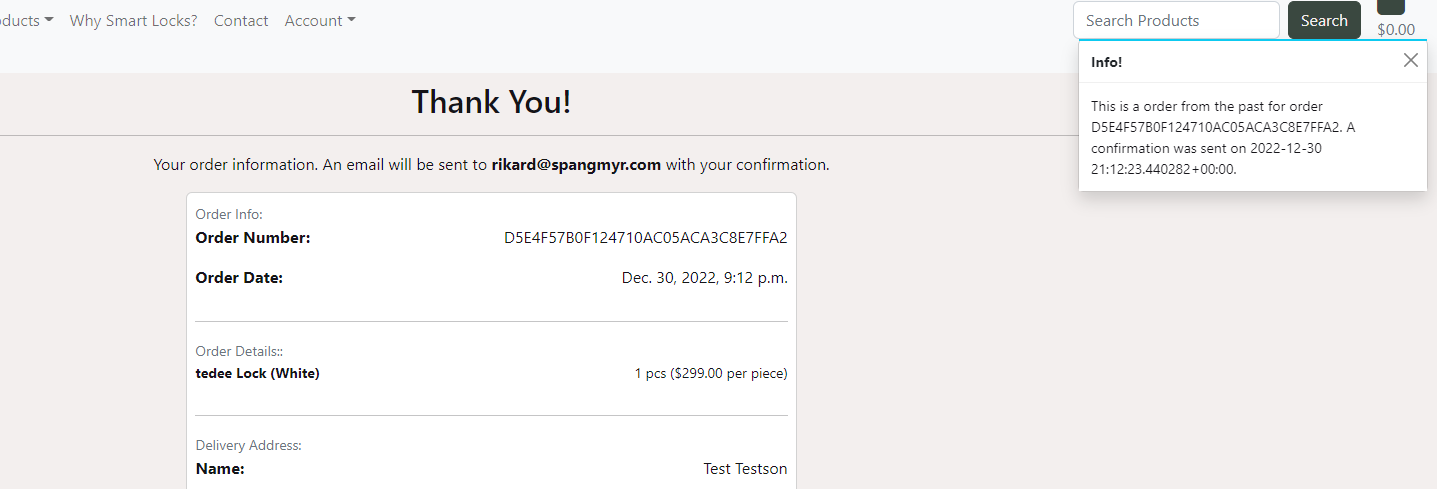 ducts Why Smart Locks? Contact Account Search Products Search $0.00
Info!
This is a order from the past for order
D5E4F57B0F124710AC05ACA3C8E7FFA2. A
confirmation was sent on 2022-12-30
21:12:23.440282+00:00.
Thank You!
Your order information. An email will be sent to rikard@spangmyr.com with your confirmation.
Order Info:
Order Number: D5E4F57B0F124710AC05ACA3C8E7FFA2
Order Date: Dec. 30, 2022, 9:12 p.m.
Order Details::
tedee Lock (White) 1 pcs ($299.00 per piece)
Delivery Address:
Name: Test Testson